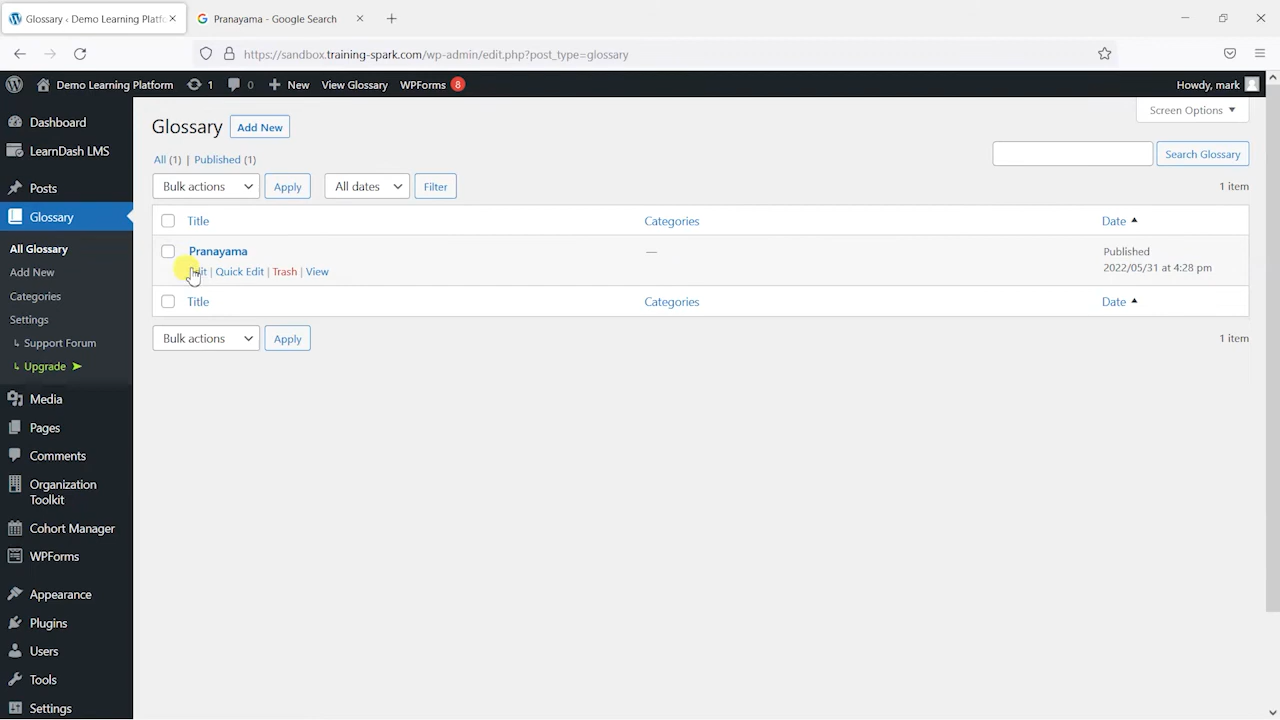 Glossary ‹ Demo Learning Platfo
Pranayama - Google Search
https://sandbox.training-spark.com/wp-admin/edit.php?post_type=glossary
Demo Learning Platform 1 0 New View Glossary WPForms 8 Howdy, mark
Dashboard
LearnDash LMS
Posts
Glossary
All Glossary
Add New
Categories
Settings
↳ Support Forum
↳ Upgrade ➤
Media
Pages
Comments
Organization
Toolkit
Cohort Manager
WPForms
Appearance
Plugins
Users
Tools
Settings
Screen Options
Glossary Add New
All (1) | Published (1)
Search Glossary
Bulk actions Apply All dates Filter 1 item
Title Categories Date
Pranayama — Published
Quick Edit | Trash | View 2022/05/31 at 4:28 pm
Title Categories Date
Bulk actions Apply 1 item